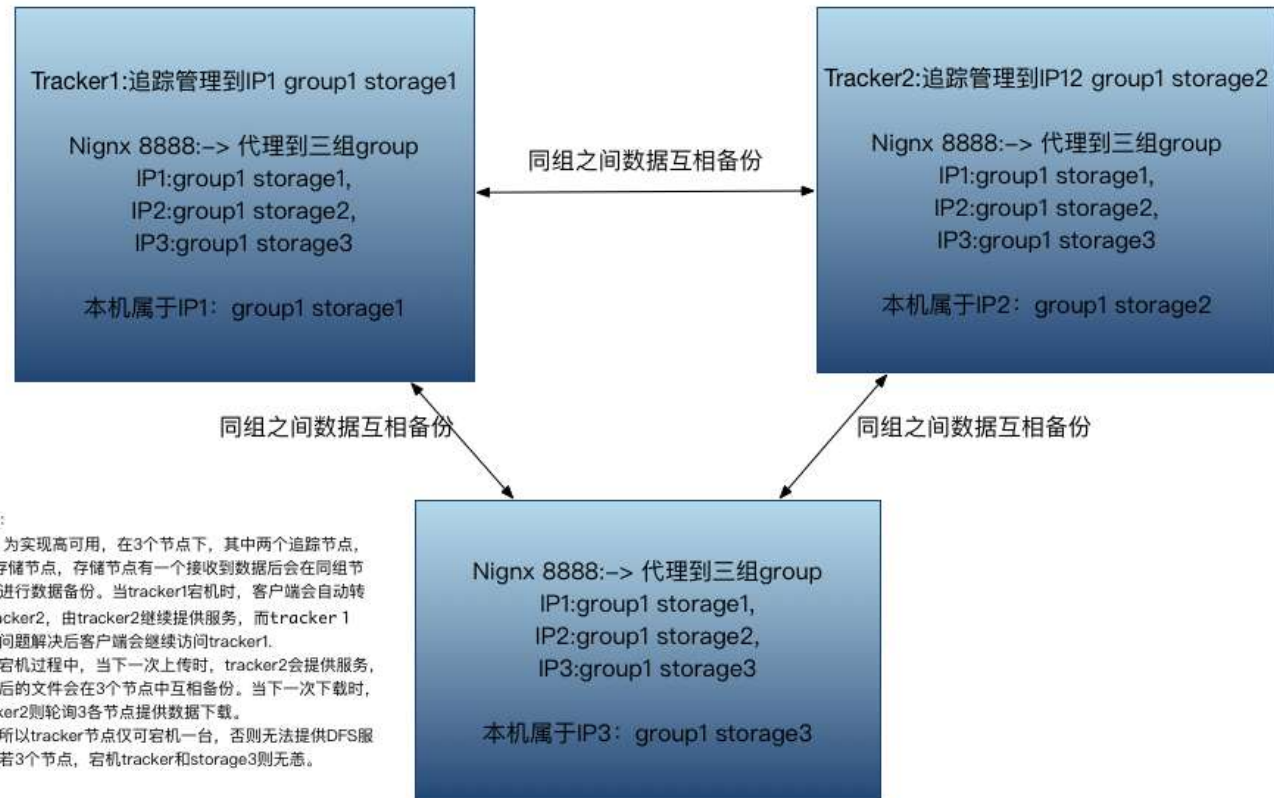 Tracker1:追踪管理到IP1 group1 storage1
Nignx 8888:-> 代理到三组group
IP1:group1 storage1,
IP2:group1 storage2,
IP3:group1 storage3
本机属于IP1：group1 storage1
同组之间数据互相备份
Tracker2:追踪管理到IP12 group1 storage2
Nignx 8888:-> 代理到三组group
IP1:group1 storage1,
IP2:group1 storage2,
IP3:group1 storage3
本机属于IP2：group1 storage2
同组之间数据互相备份
同组之间数据互相备份
:
为实现高可用，在3个节点下，其中两个追踪节点，
存储节点，存储节点有一个接收到数据后会在同组节
进行数据备份。当tracker1宕机时，客户端会自动转
acker2，由tracker2继续提供服务，而tracker1
问题解决后客户端会继续访问tracker1.
宕机过程中，当下一次上传时，tracker2会提供服务，
后的文件会在3个节点中互相备份。当下一次下载时，
ker2则轮询3各节点提供数据下载。
所以tracker节点仅可宕机一台，否则无法提供DFS服
若3个节点，宕机tracker和storage3则无恙。
Nignx 8888:-> 代理到三组group
IP1:group1 storage1,
IP2:group1 storage2,
IP3:group1 storage3
本机属于IP3：group1 storage3